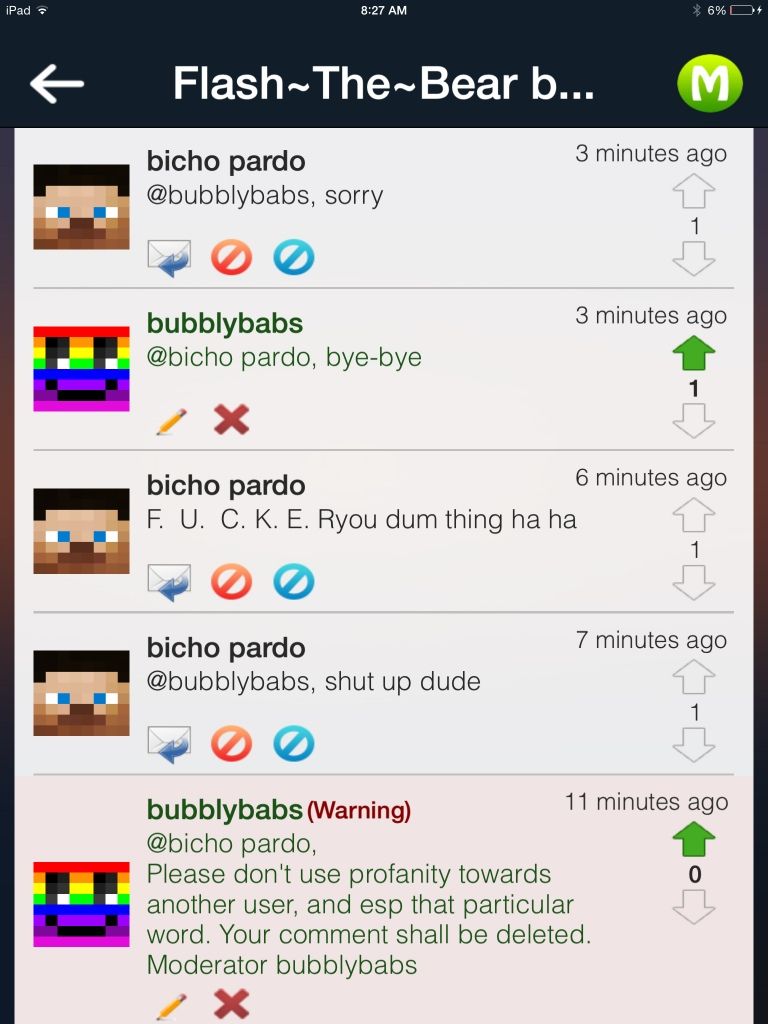 iPad 8:27 AM 6%
Flash~The~Bear b...
M
bicho pardo 3 minutes ago
@bubblybabs, sorry
1
bubblybabs 3 minutes ago
@bicho pardo, bye-bye
1
bicho pardo 6 minutes ago
F. U. C. K. E. Ryou dum thing ha ha
1
bicho pardo 7 minutes ago
@bubblybabs, shut up dude
1
bubblybabs (Warning) 11 minutes ago
@bicho pardo,
Please don't use profanity towards
another user, and esp that particular
word. Your comment shall be deleted.
Moderator bubblybabs
0